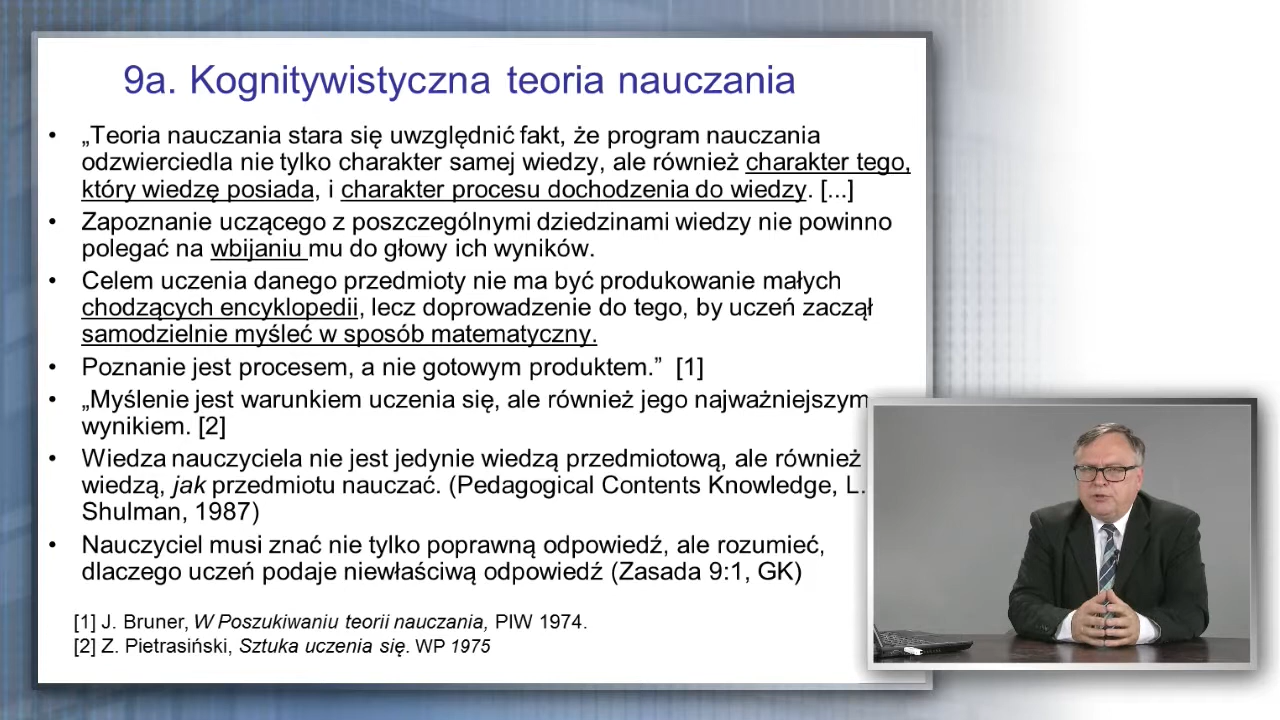 9a. Kognitywistyczna teoria nauczania
• „Teoria nauczania stara się uwzględnić fakt, że program nauczania
odzwierciedla nie tylko charakter samej wiedzy, ale również charakter tego,
który wiedzę posiada, i charakter procesu dochodzenia do wiedzy. [...]
• Zapoznanie uczącego z poszczególnymi dziedzinami wiedzy nie powinno
polegać na wbijaniu mu do głowy ich wyników.
• Celem uczenia danego przedmioty nie ma być produkowanie małych
chodzących encyklopedii, lecz doprowadzenie do tego, by uczeń zaczął
samodzielnie myśleć w sposób matematyczny.
• Poznanie jest procesem, a nie gotowym produktem.” [1]
• „Myślenie jest warunkiem uczenia się, ale również jego najważniejszym
wynikiem. [2]
• Wiedza nauczyciela nie jest jedynie wiedzą przedmiotową, ale również
wiedzą, jak przedmiotu nauczać. (Pedagogical Contents Knowledge, L.
Shulman, 1987)
• Nauczyciel musi znać nie tylko poprawną odpowiedź, ale rozumieć,
dlaczego uczeń podaje niewłaściwą odpowiedź (Zasada 9:1, GK)
[1] J. Bruner, W Poszukiwaniu teorii nauczania, PIW 1974.
[2] Z. Pietrasiński, Sztuka uczenia się. WP 1975